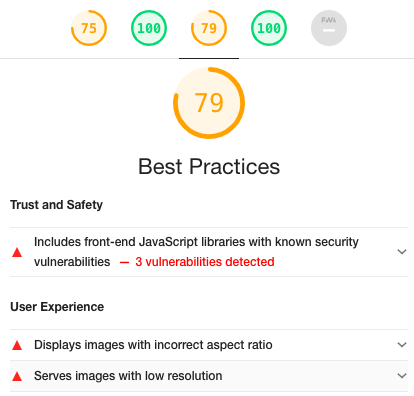 75 100 79 100 PWA
79
Best Practices
Trust and Safety
Includes front-end JavaScript libraries with known security
vulnerabilities — 3 vulnerabilities detected
User Experience
Displays images with incorrect aspect ratio
Serves images with low resolution